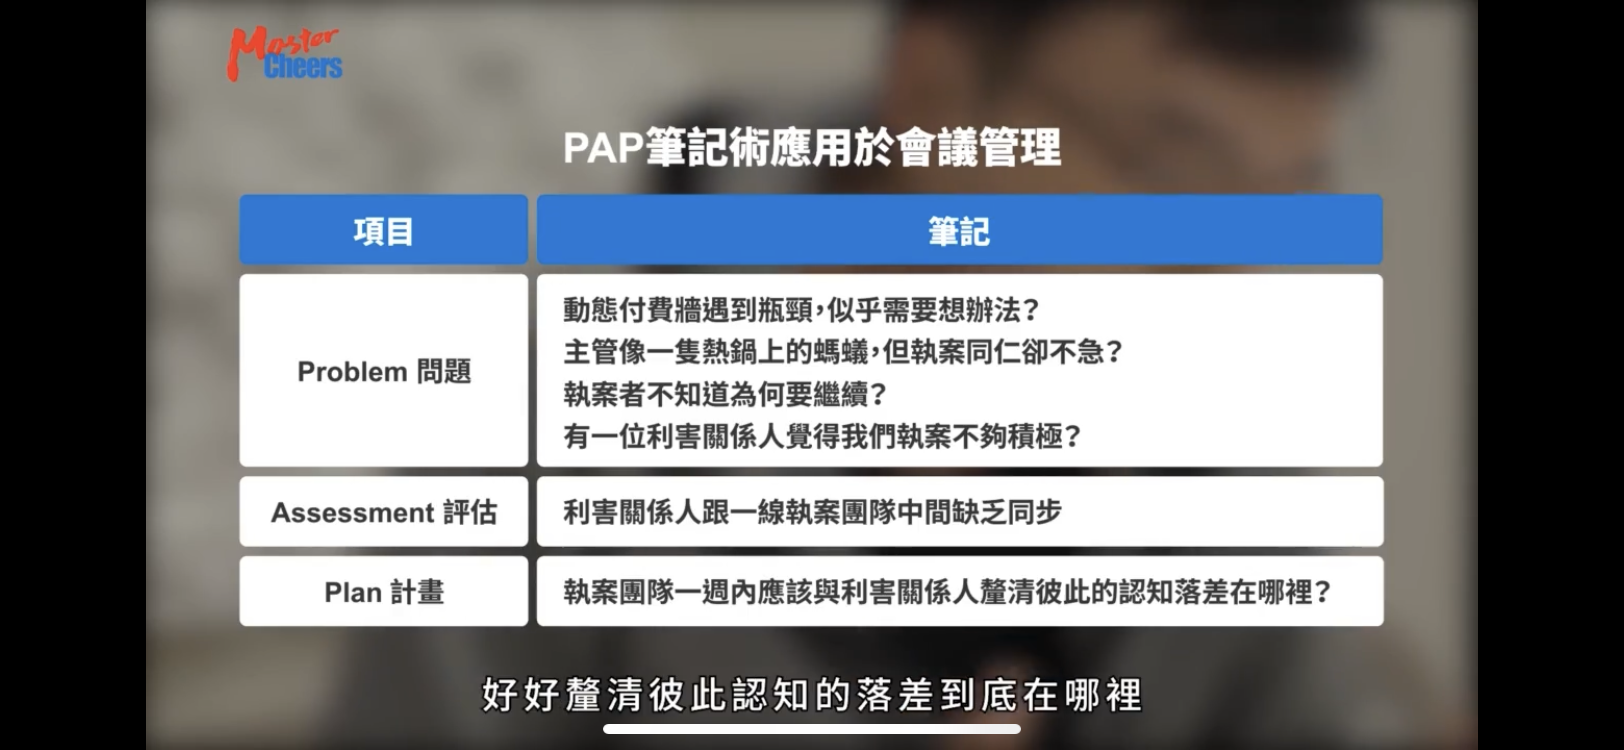 Master
Cheers
PAP筆記術應用於會議管理
項目
筆記
Problem 問題
動態付費牆遇到瓶頸，似乎需要想辦法？
主管像一隻熱鍋上的螞蟻，但執案同仁卻不急？
執案者不知道為何要繼續？
有一位利害關係人覺得我們執案不夠積極？
Assessment 評估
利害關係人跟一線執案團隊中間缺乏同步
Plan 計畫
執案團隊一週內應該與利害關係人釐清彼此的認知落差在哪裡？
好好釐清彼此認知的落差到底在哪裡